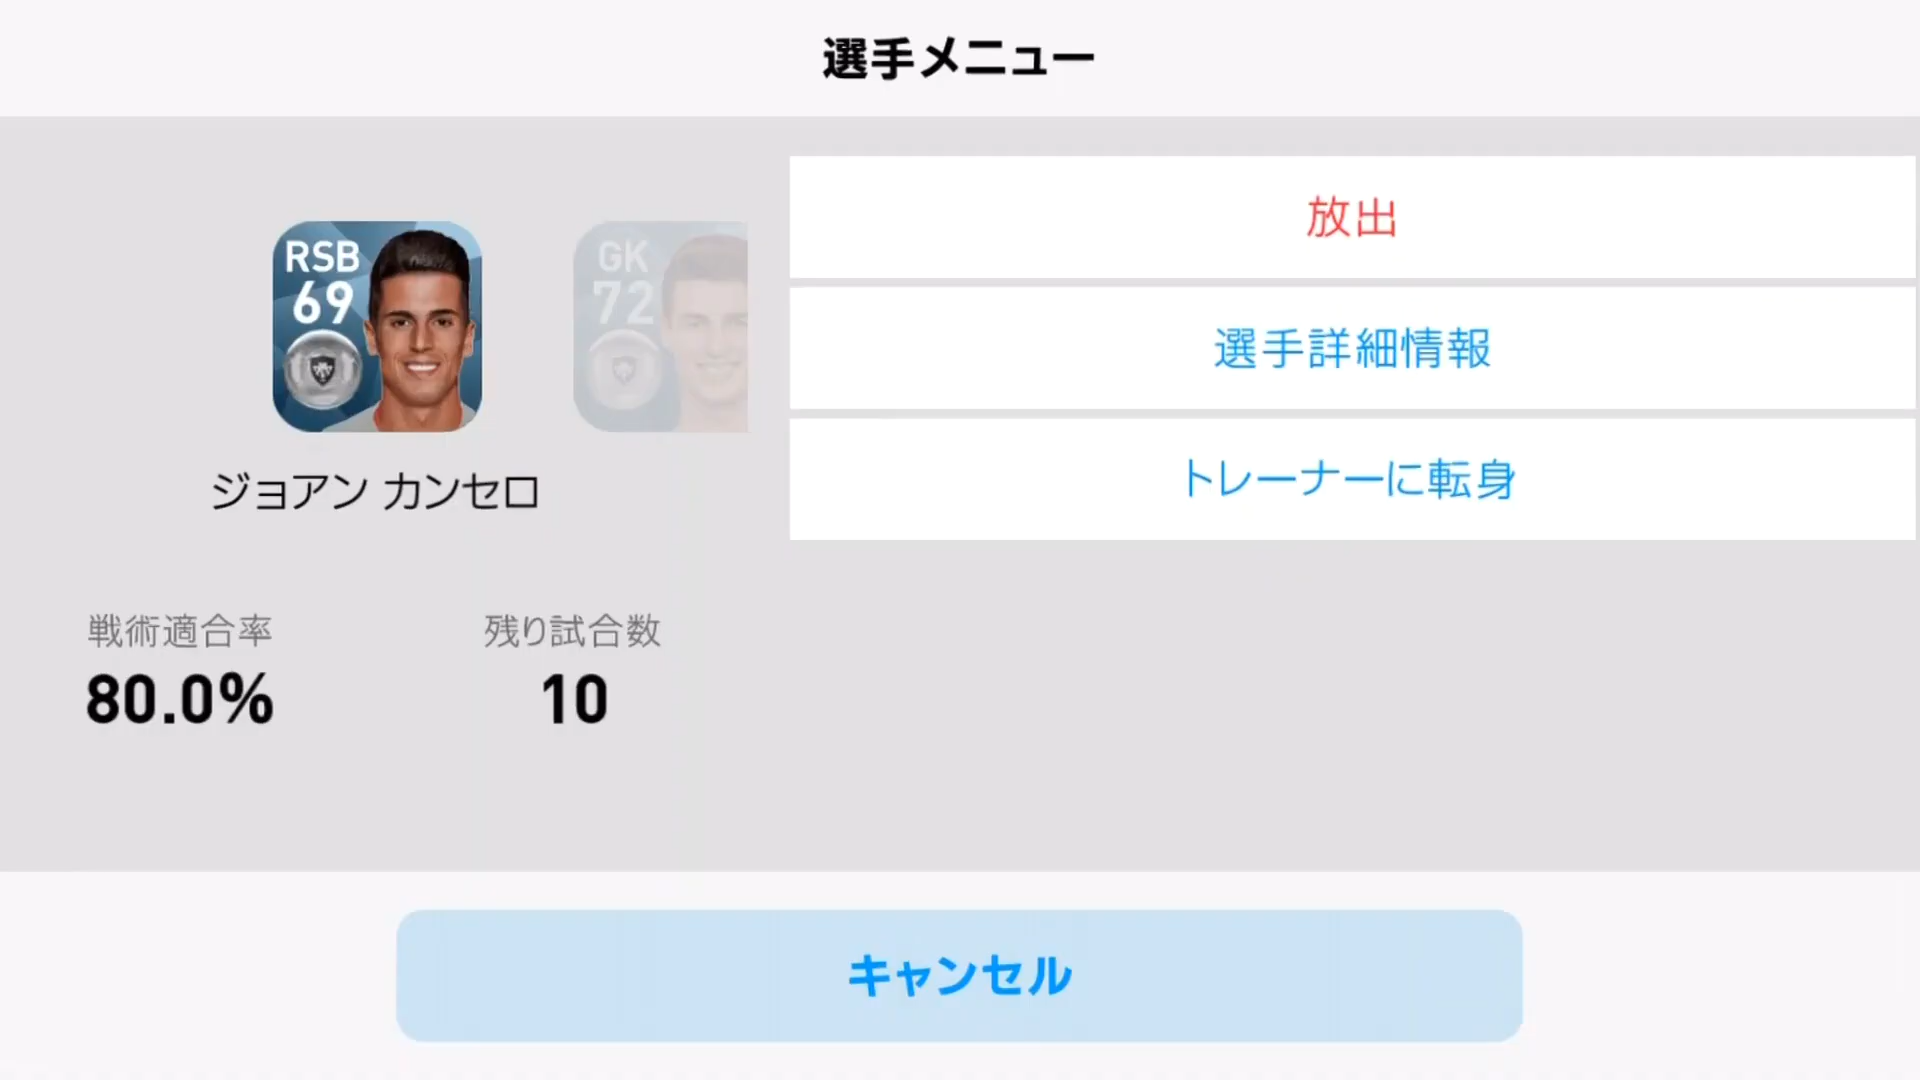 選手メニュー
RSB
69
GK
72
ジョアン カンセロ
戦術適合率
80.0%
残り試合数
10
放出
選手詳細情報
トレーナーに転身
キャンセル